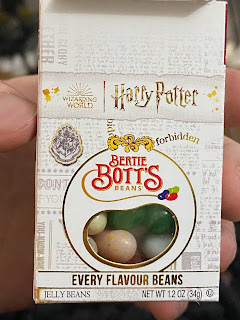 WIZARDING
WORLD
Harry Potter
forbidden
BERTIE
BOTT'S
BEANS
EVERY FLAVOUR BEANS
JELLY BEANS NET WT 1.2 OZ (34g) U